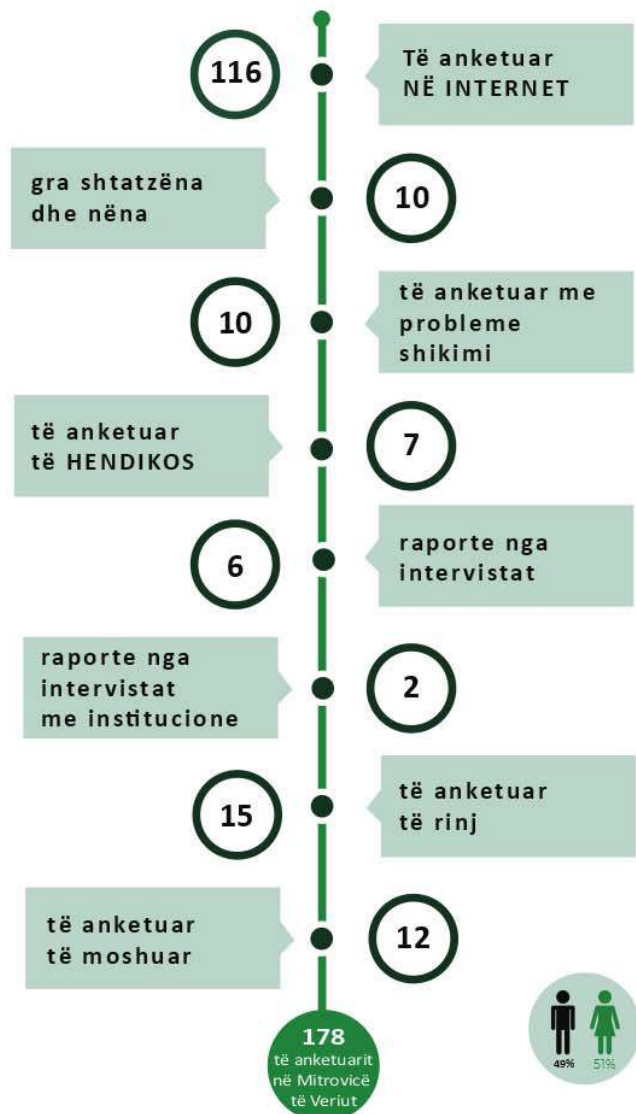 116
Të anketuar
NË INTERNET
gra shtatzëna
dhe nëna
10
10
të anketuar me
probleme
shikimi
të anketuar
të HENDIKOS
7
6
raporte nga
intervistat
raporte nga
intervistat
me institucione
2
15
të anketuar
të rinj
të anketuar
të moshuar
12
178
të anketuarit
në Mitrovicë
të Veriut
49%
51%